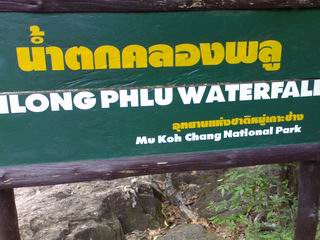 น้ำตกคลองพลู
HLONG PHLU WATERFALL
อุทยานแห่งชาติหมู่เกาะช้าง
Mu Koh Chang National Park